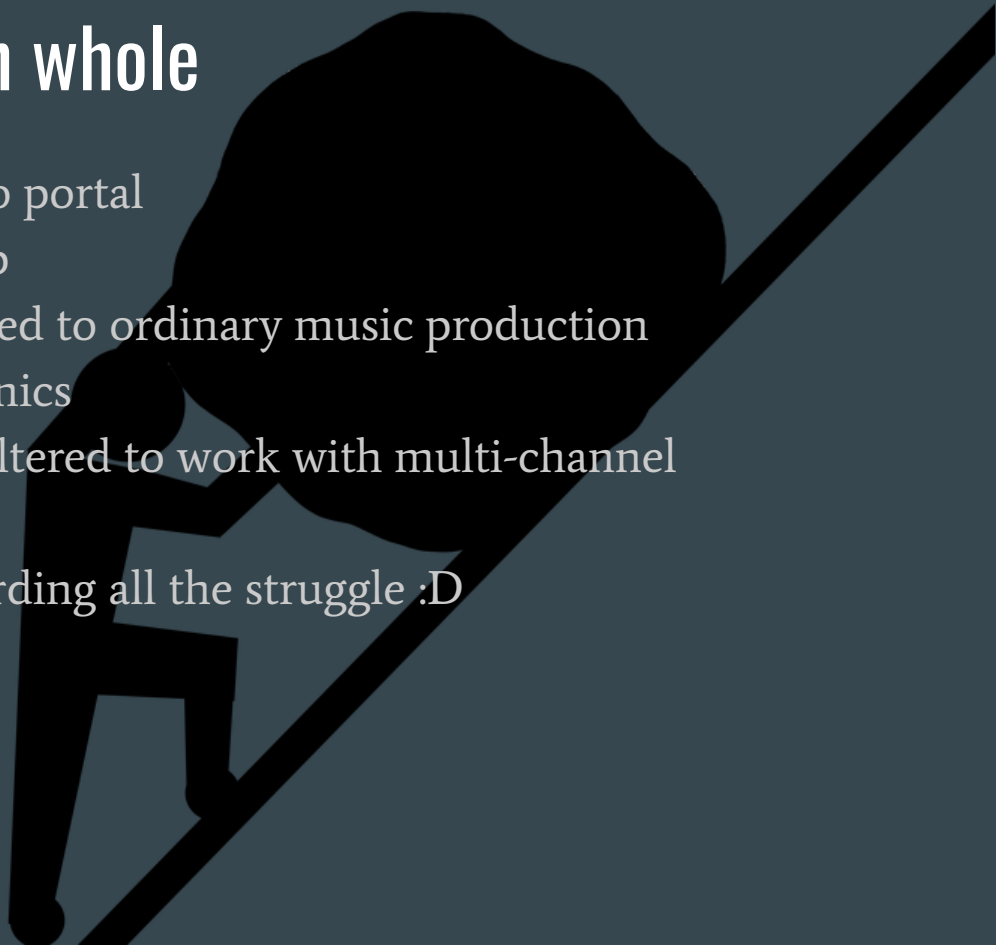 n whole
p portal
p
ed to ordinary music production
nics
ltered to work with multi-channel
rding all the struggle :D